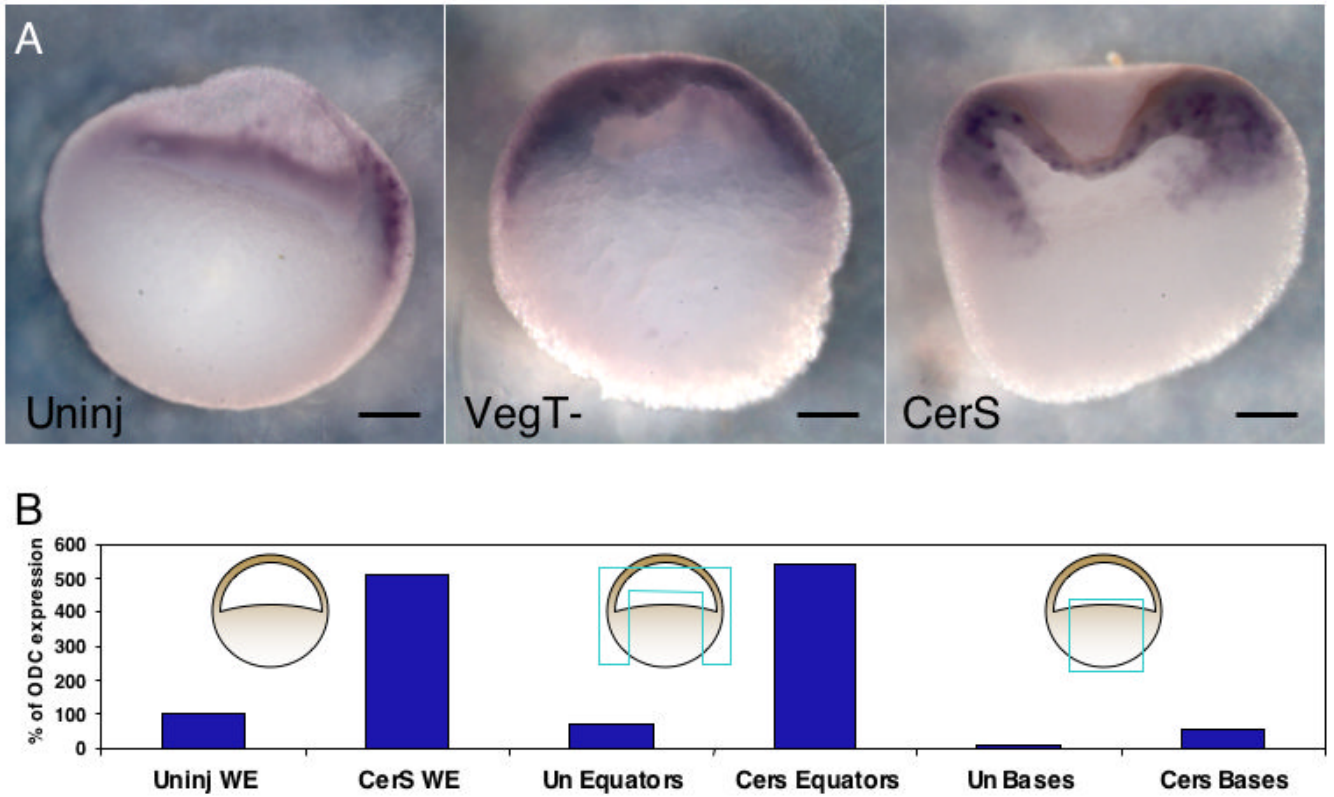 A
Uninj
VegT-
CerS
B
% of ODC expression
600
500
400
300
200
100
0
Uninj WE
CerS WE
Un Equators
Cers Equators
Un Bases
Cers Bases